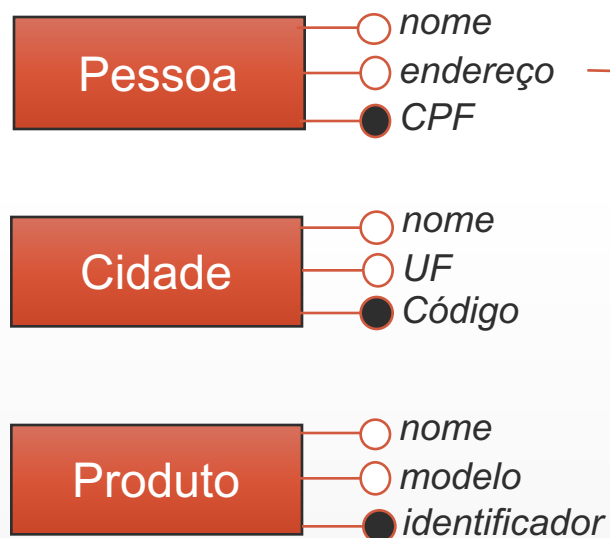 Pessoa
nome
endereço
CPF
Cidade
nome
UF
Código
Produto
nome
modelo
identificador